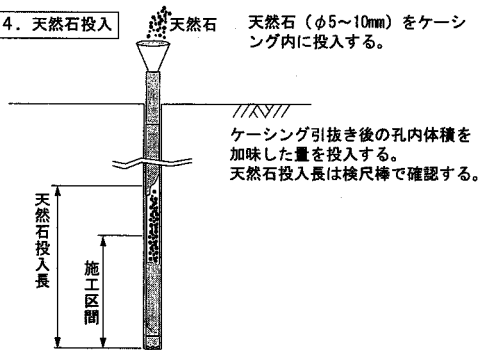 4．天然石投入
天然石
天然石（φ5～10㎜）をケーシ
ング内に投入する。
ケーシング引抜き後の孔内体積を
加味した量を投入する。
天然石投入長は検尺棒で確認する。
天然石投入長
施工区間